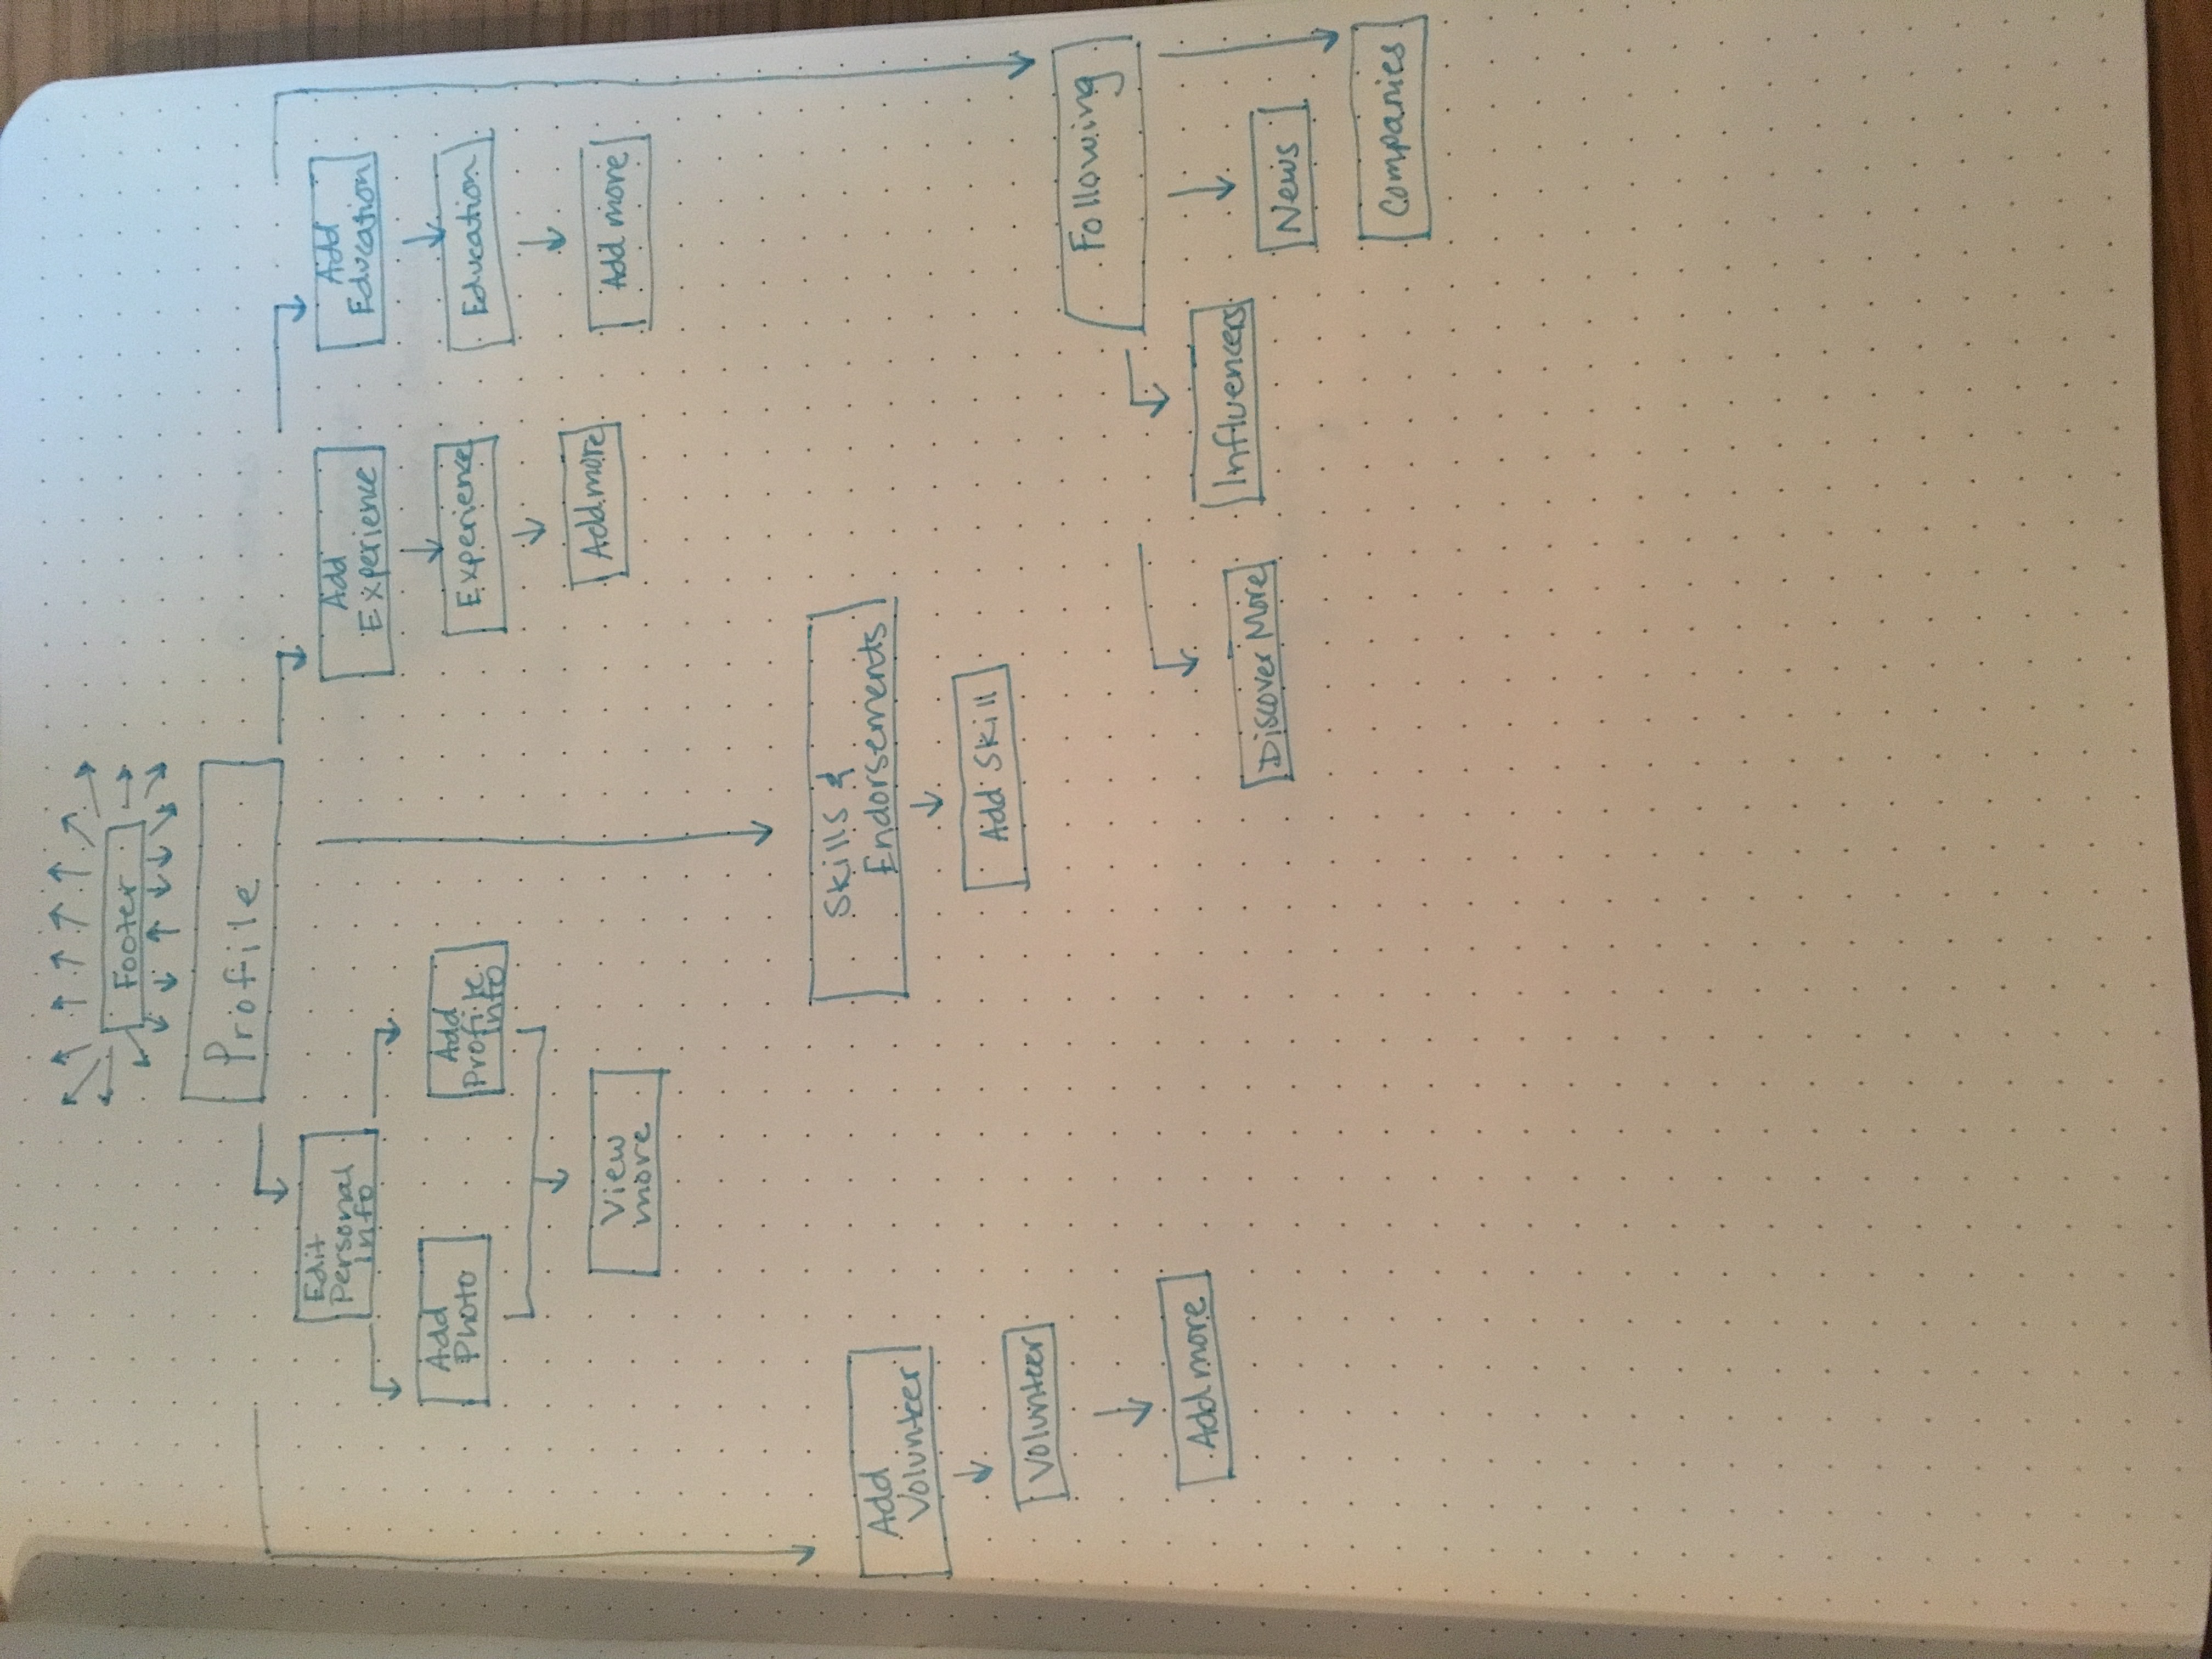 Footer
Profile
Edit
Personal
Info
Add
Experience
Add
Education
Add
Photo
Add
Profile
Info
Experience
Education
View
more
Add more
Add more
Skills &
Endorsements
Add
Volunteer
Add Skill
Volunteer
Following
Add more
Discover More
Influencers
News
Companies